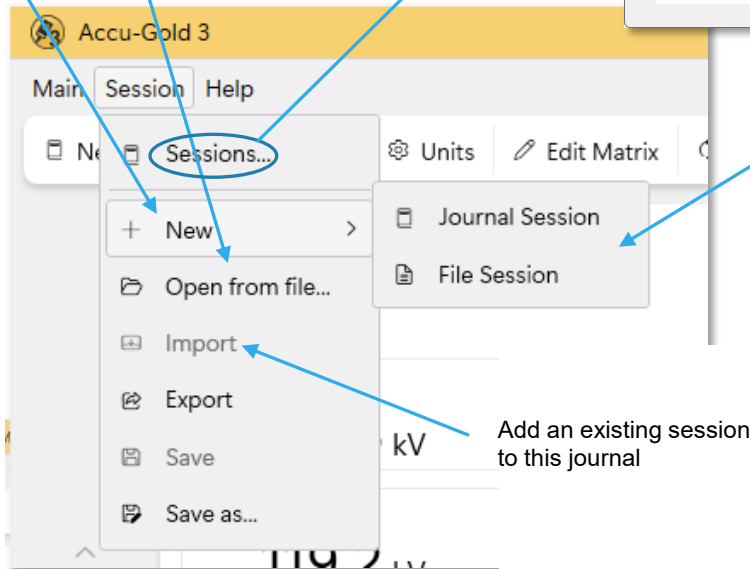 Accu-Gold 3
Main Session Help
Sessions... Units Edit Matrix
New Journal Session
Open from file... File Session
Import
Export
Add an existing session
kV
to this journal
Save
Save as...